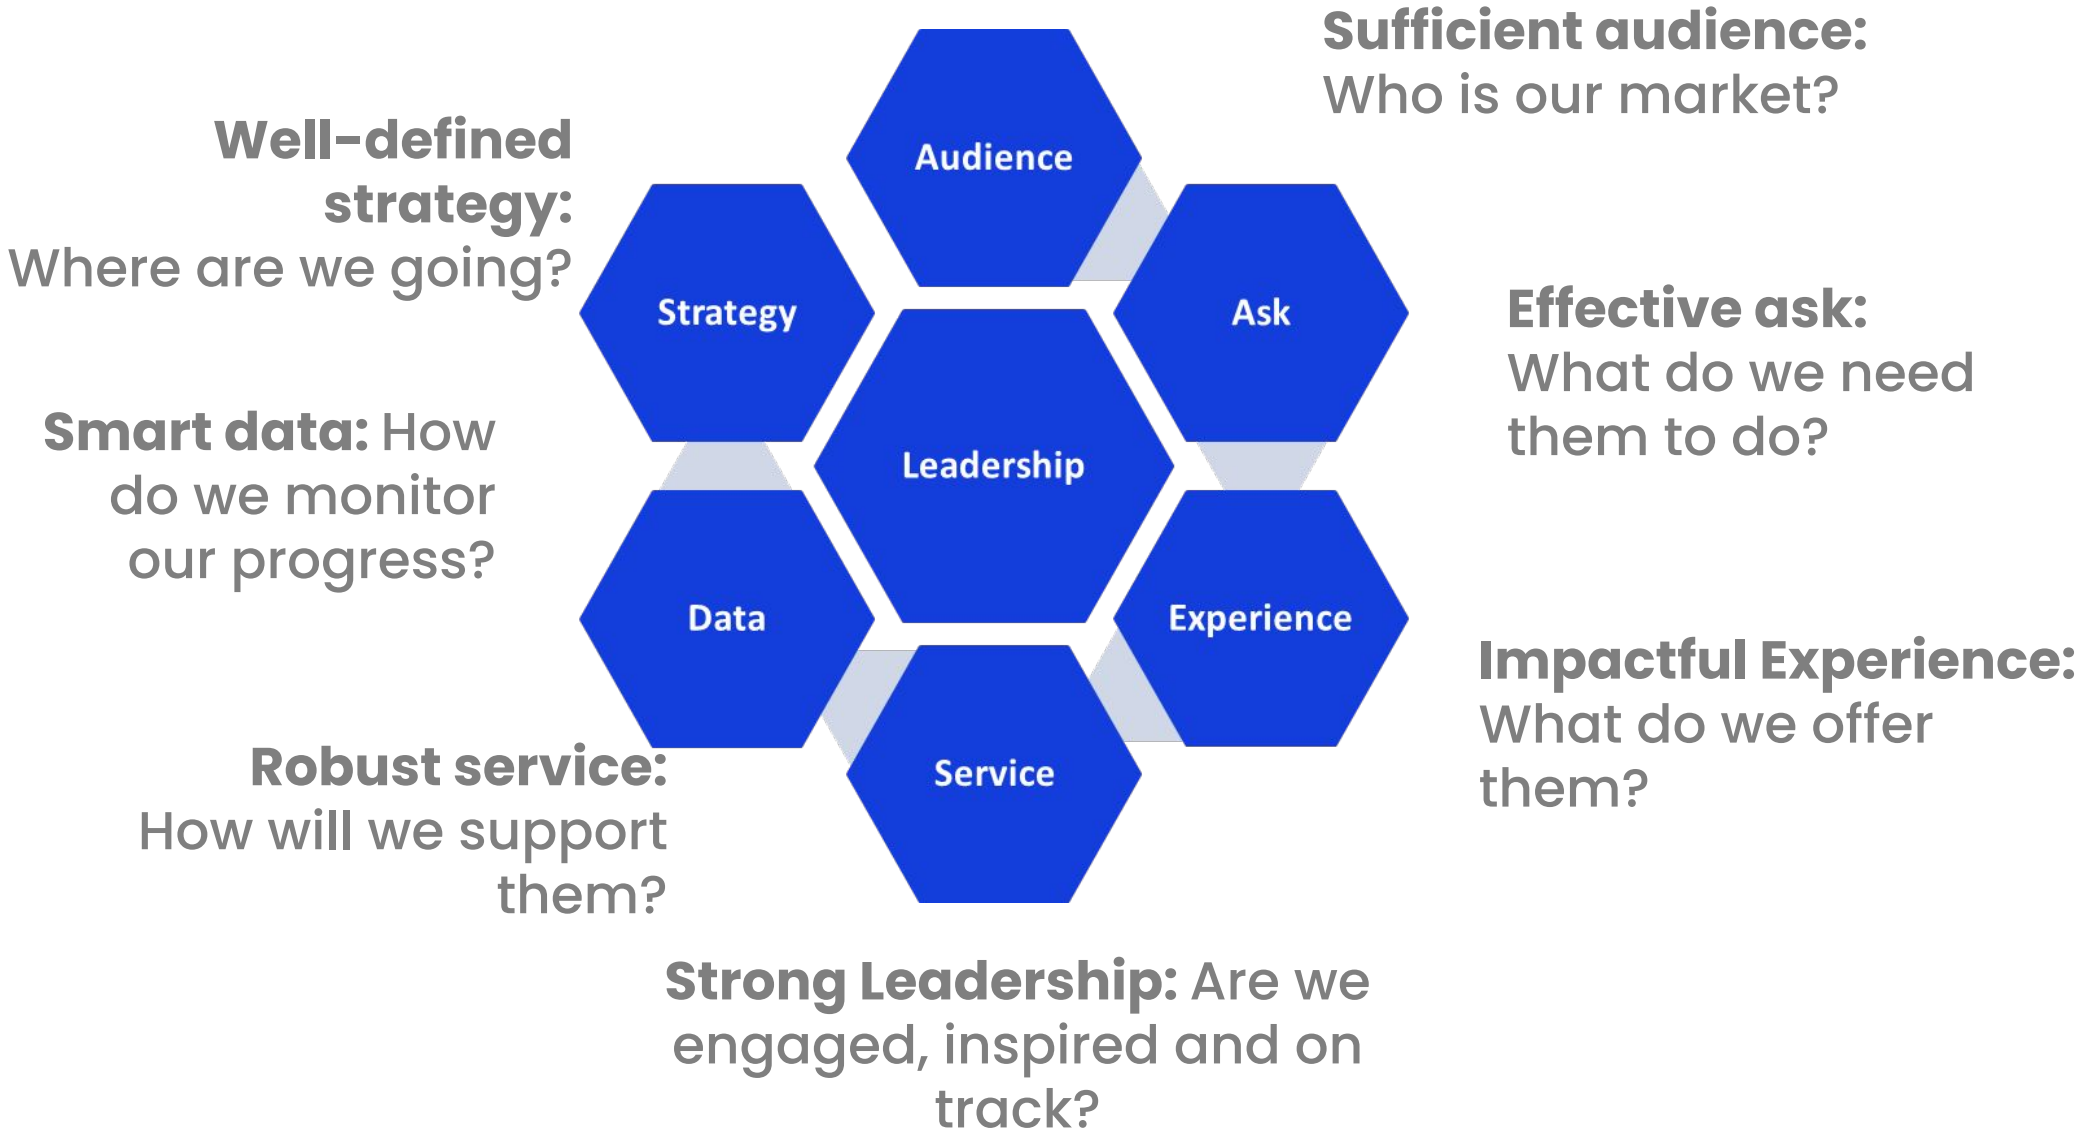 Sufficient audience:
Who is our market?
Well-defined
strategy:
Where are we going?
Audience
Strategy
Ask
Effective ask:
What do we need
them to do?
Smart data: How
do we monitor
our progress?
Leadership
Data
Experience
Impactful Experience:
What do we offer
them?
Robust service:
How will we support
them?
Service
Strong Leadership: Are we
engaged, inspired and on
track?